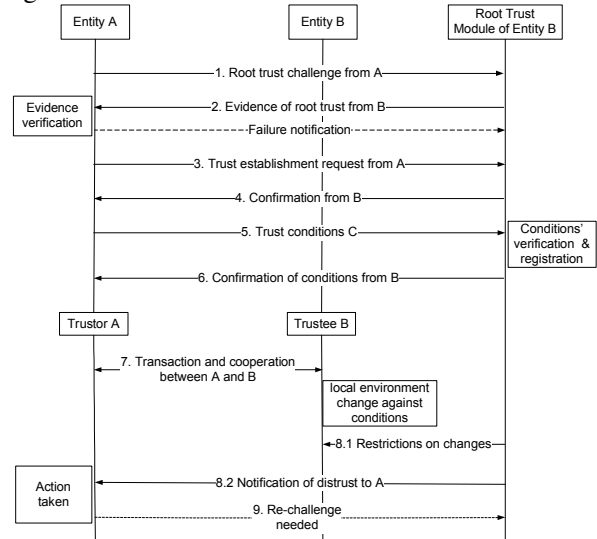 Entity A
Entity B
Root Trust
Module of Entity B
1. Root trust challenge from A
Evidence
verification
2. Evidence of root trust from B
Failure notification
3. Trust establishment request from A
4. Confirmation from B
5. Trust conditions C
Conditions'
verification &
registration
6. Confirmation of conditions from B
Trustor A
Trustee B
7. Transaction and cooperation
between A and B
local environment
change against
conditions
8.1 Restrictions on changes
Action
taken
8.2 Notification of distrust to A
9. Re-challenge
needed